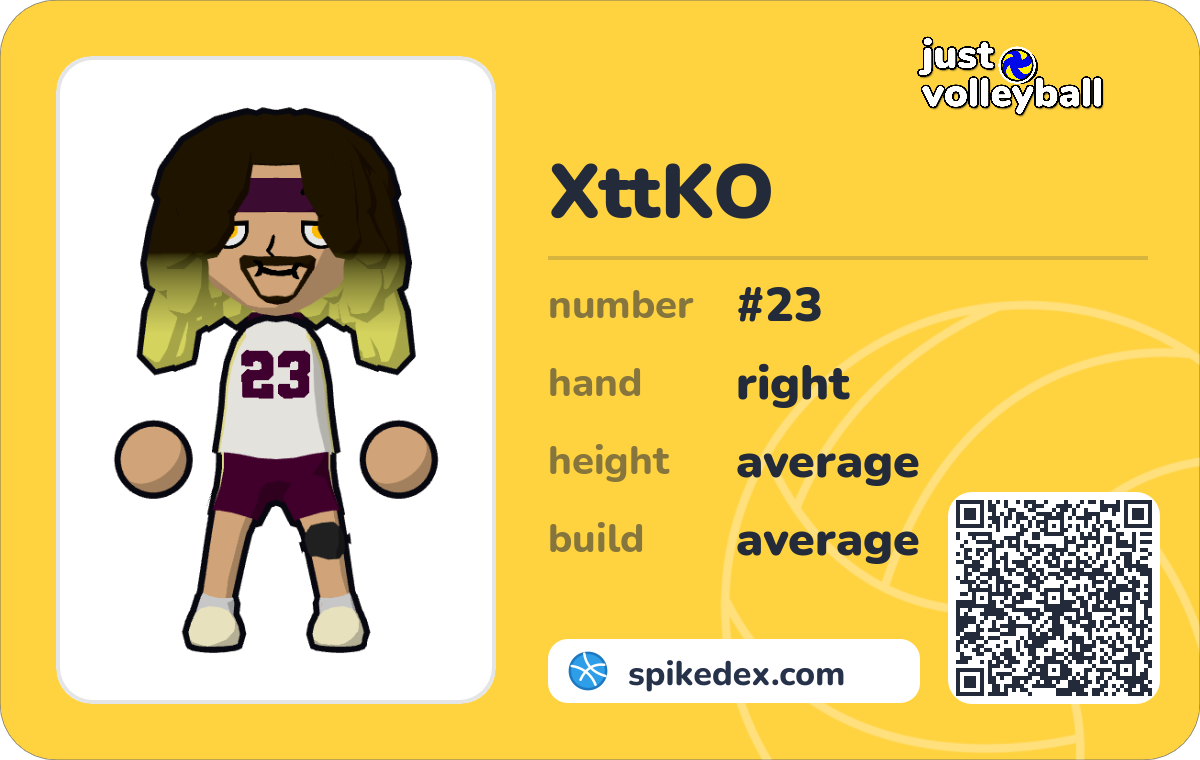 just
volleyball
XttKO
number #23
hand right
height average
build average
23
spikedex.com